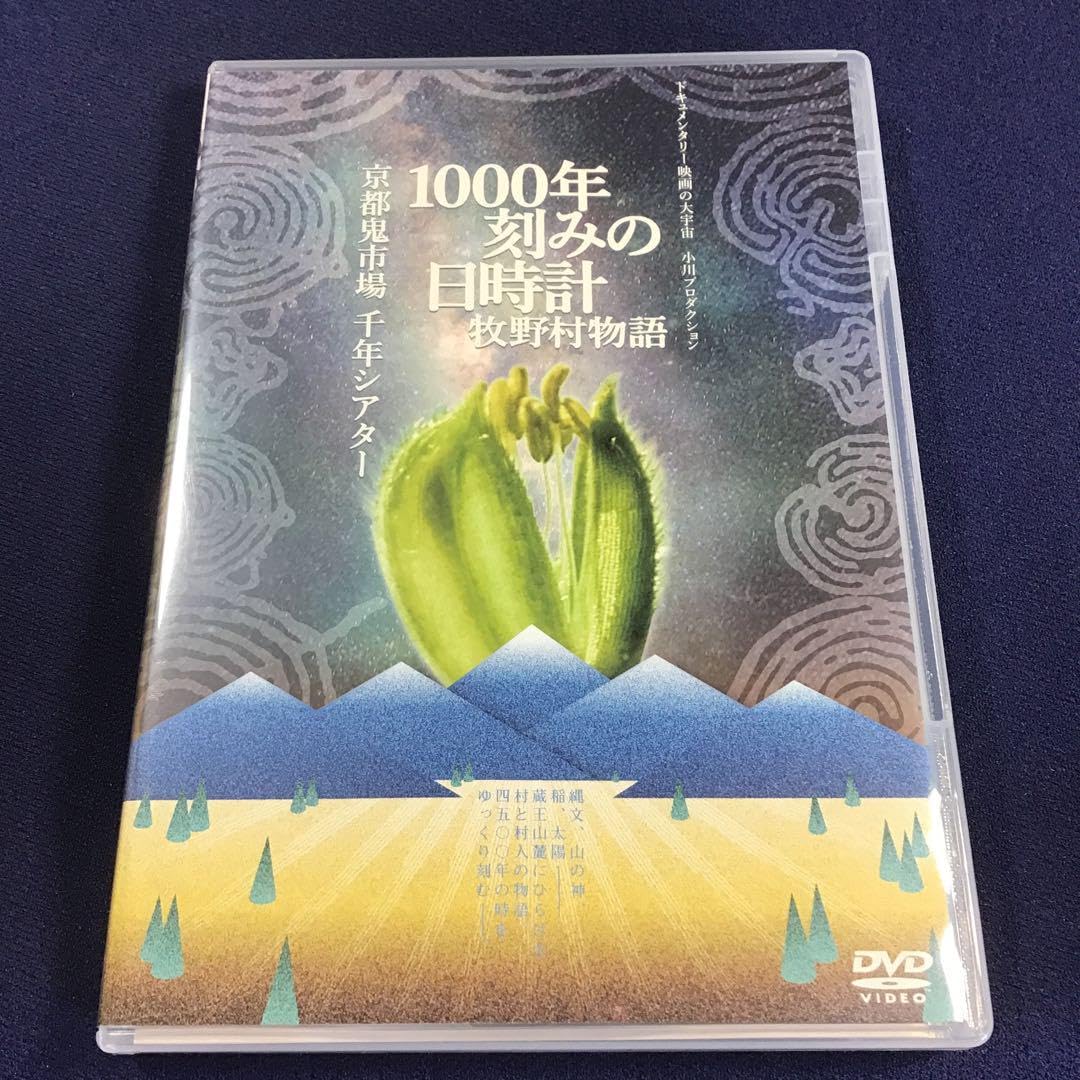 ドキュメンタリー映画の大宇宙 小川プロダクション
1000年
刻みの
日時計
牧野村物語
京都鬼市場 千年シアター
縄文、山の神、
稲、太陽——
蔵王山麓にひらける
村と村人の物語。
四五〇〇年の時を
ゆっくり刻む——。
DVD
VIDEO